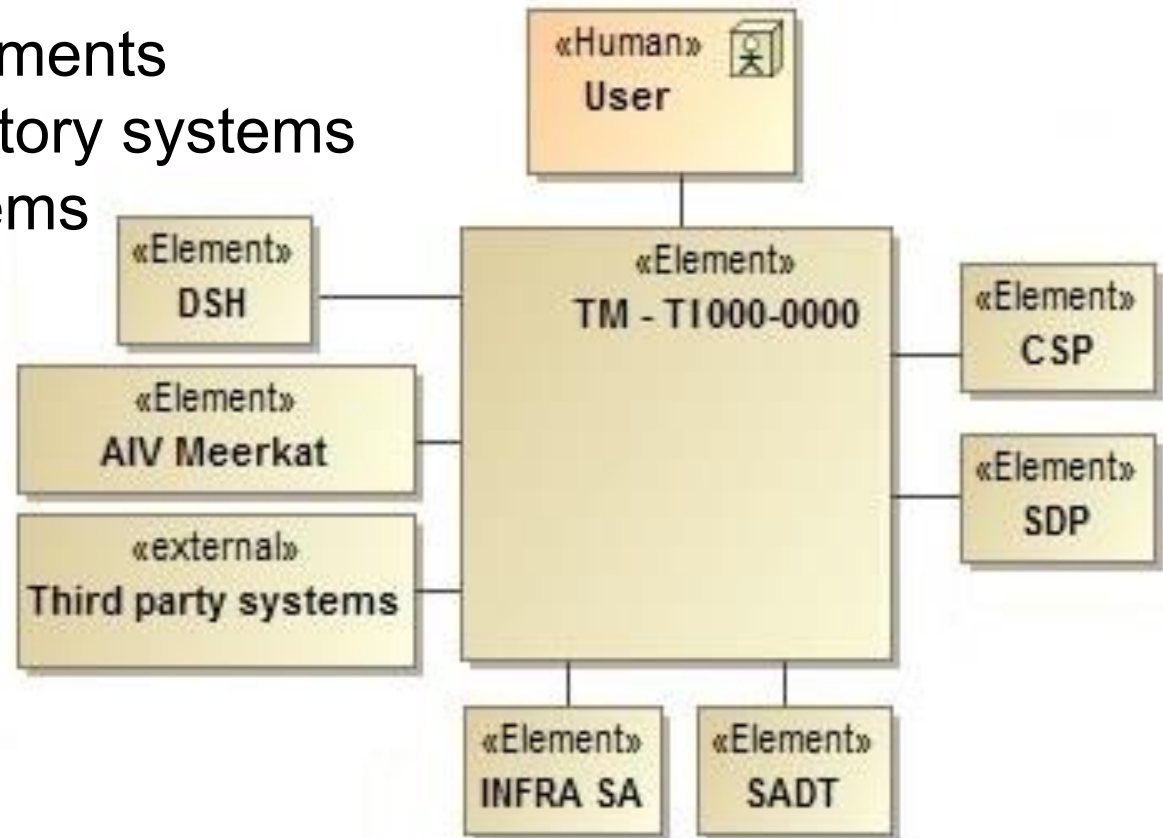 ments
tory systems
ems
«Human»
User
«Element»
DSH
«Element»
TM - T1000-0000
«Element»
CSP
«Element»
AIV Meerkat
«Element»
SDP
«external»
Third party systems
«Element»
INFRA SA
«Element»
SADT